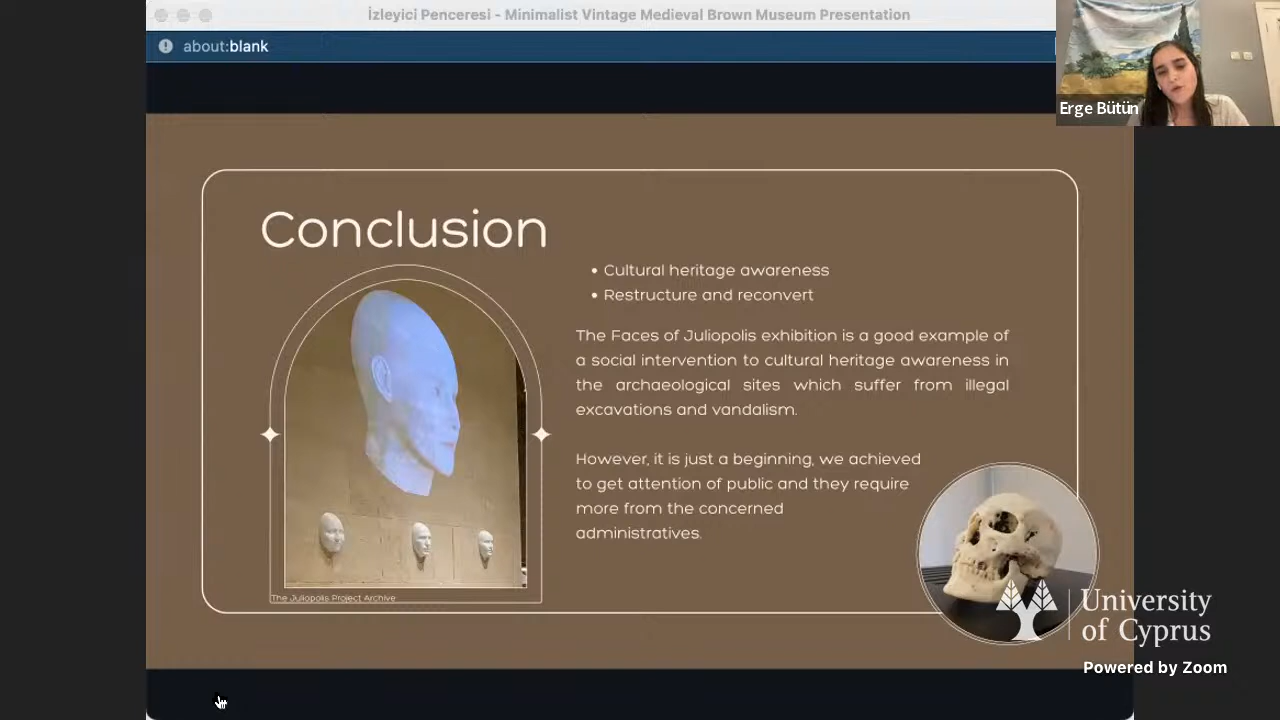 İzleyici Penceresi - Minimalist Vintage Medieval Brown Museum Presentation
about:blank
Erge Bütün
Conclusion
• Cultural heritage awareness
• Restructure and reconvert
The Faces of Juliopolis exhibition is a good example of
a social intervention to cultural heritage awareness in
the archaeological sites which suffer from illegal
excavations and vandalism.
However, it is just a beginning, we achieved
to get attention of public and they require
more from the concerned
administratives.
The Juliopolis Project Archive
University
of Cyprus
Powered by Zoom